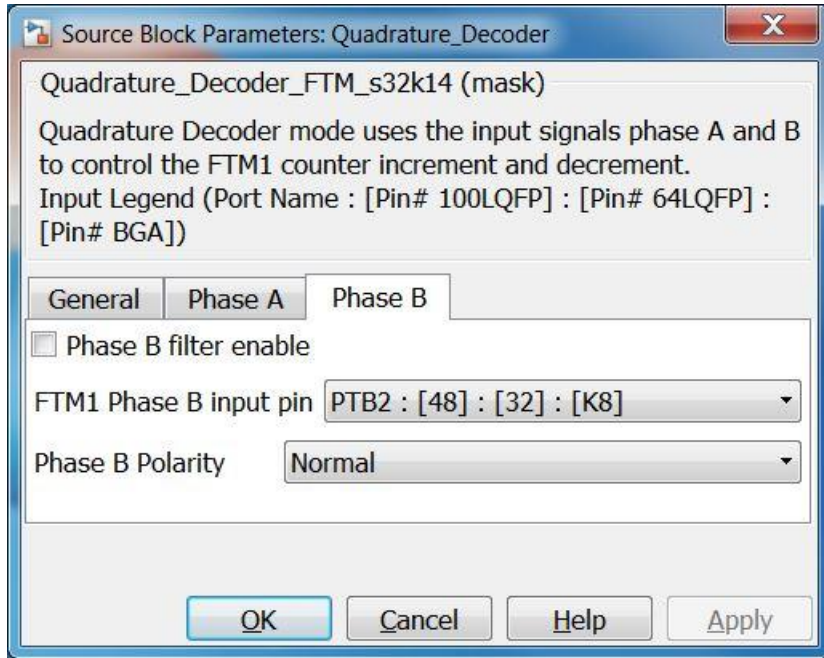 Source Block Parameters: Quadrature_Decoder
X
Quadrature_Decoder_FTM_s32k14 (mask)
Quadrature Decoder mode uses the input signals phase A and B
to control the FTM1 counter increment and decrement.
Input Legend (Port Name : [Pin# 100LQFP] : [Pin# 64LQFP] :
[Pin# BGA])
General Phase A Phase B
Phase B filter enable
FTM1 Phase B input pin PTB2 : [48] : [32] : [K8]
Phase B Polarity Normal
OK Cancel Help Apply